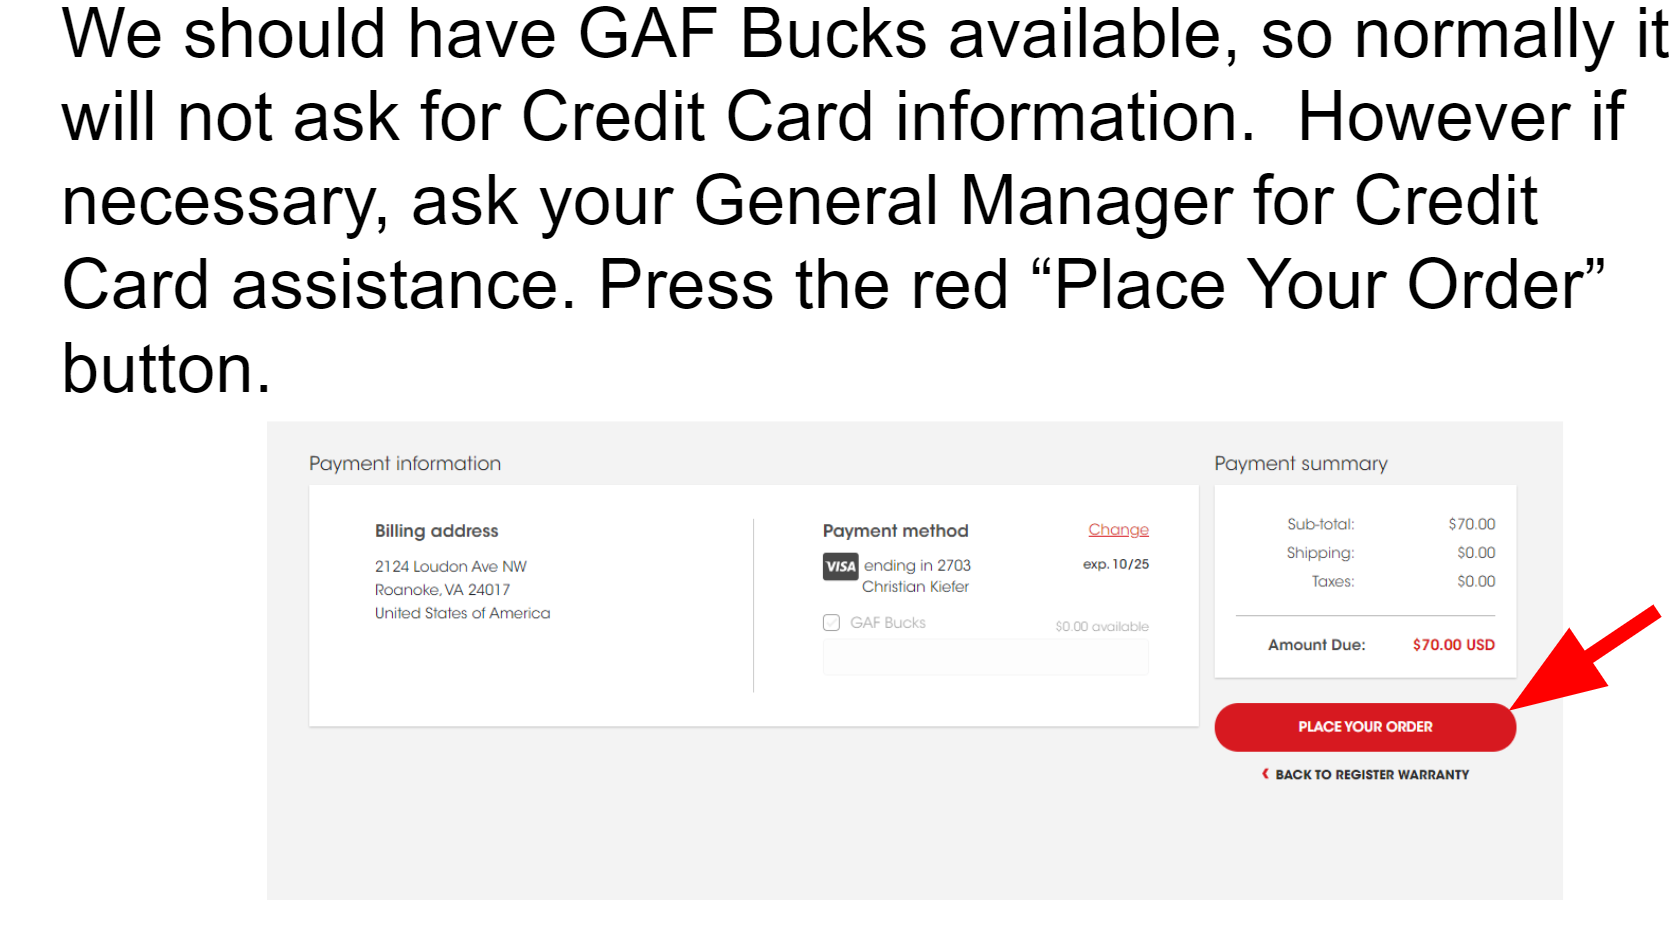 We should have GAF Bucks available, so normally it
will not ask for Credit Card information.  However if
necessary, ask your General Manager for Credit
Card assistance. Press the red “Place Your Order”
button.
Payment information
Billing address
2124 Loudon Ave NW
Roanoke, VA 24017
United States of America
Payment method
Change
VISA ending in 2703
exp. 10/25
Christian Kiefer
GAF Bucks
$0.00 available
Payment summary
Sub-total: $70.00
Shipping: $0.00
Taxes: $0.00
Amount Due: $70.00 USD
PLACE YOUR ORDER
BACK TO REGISTER WARRANTY